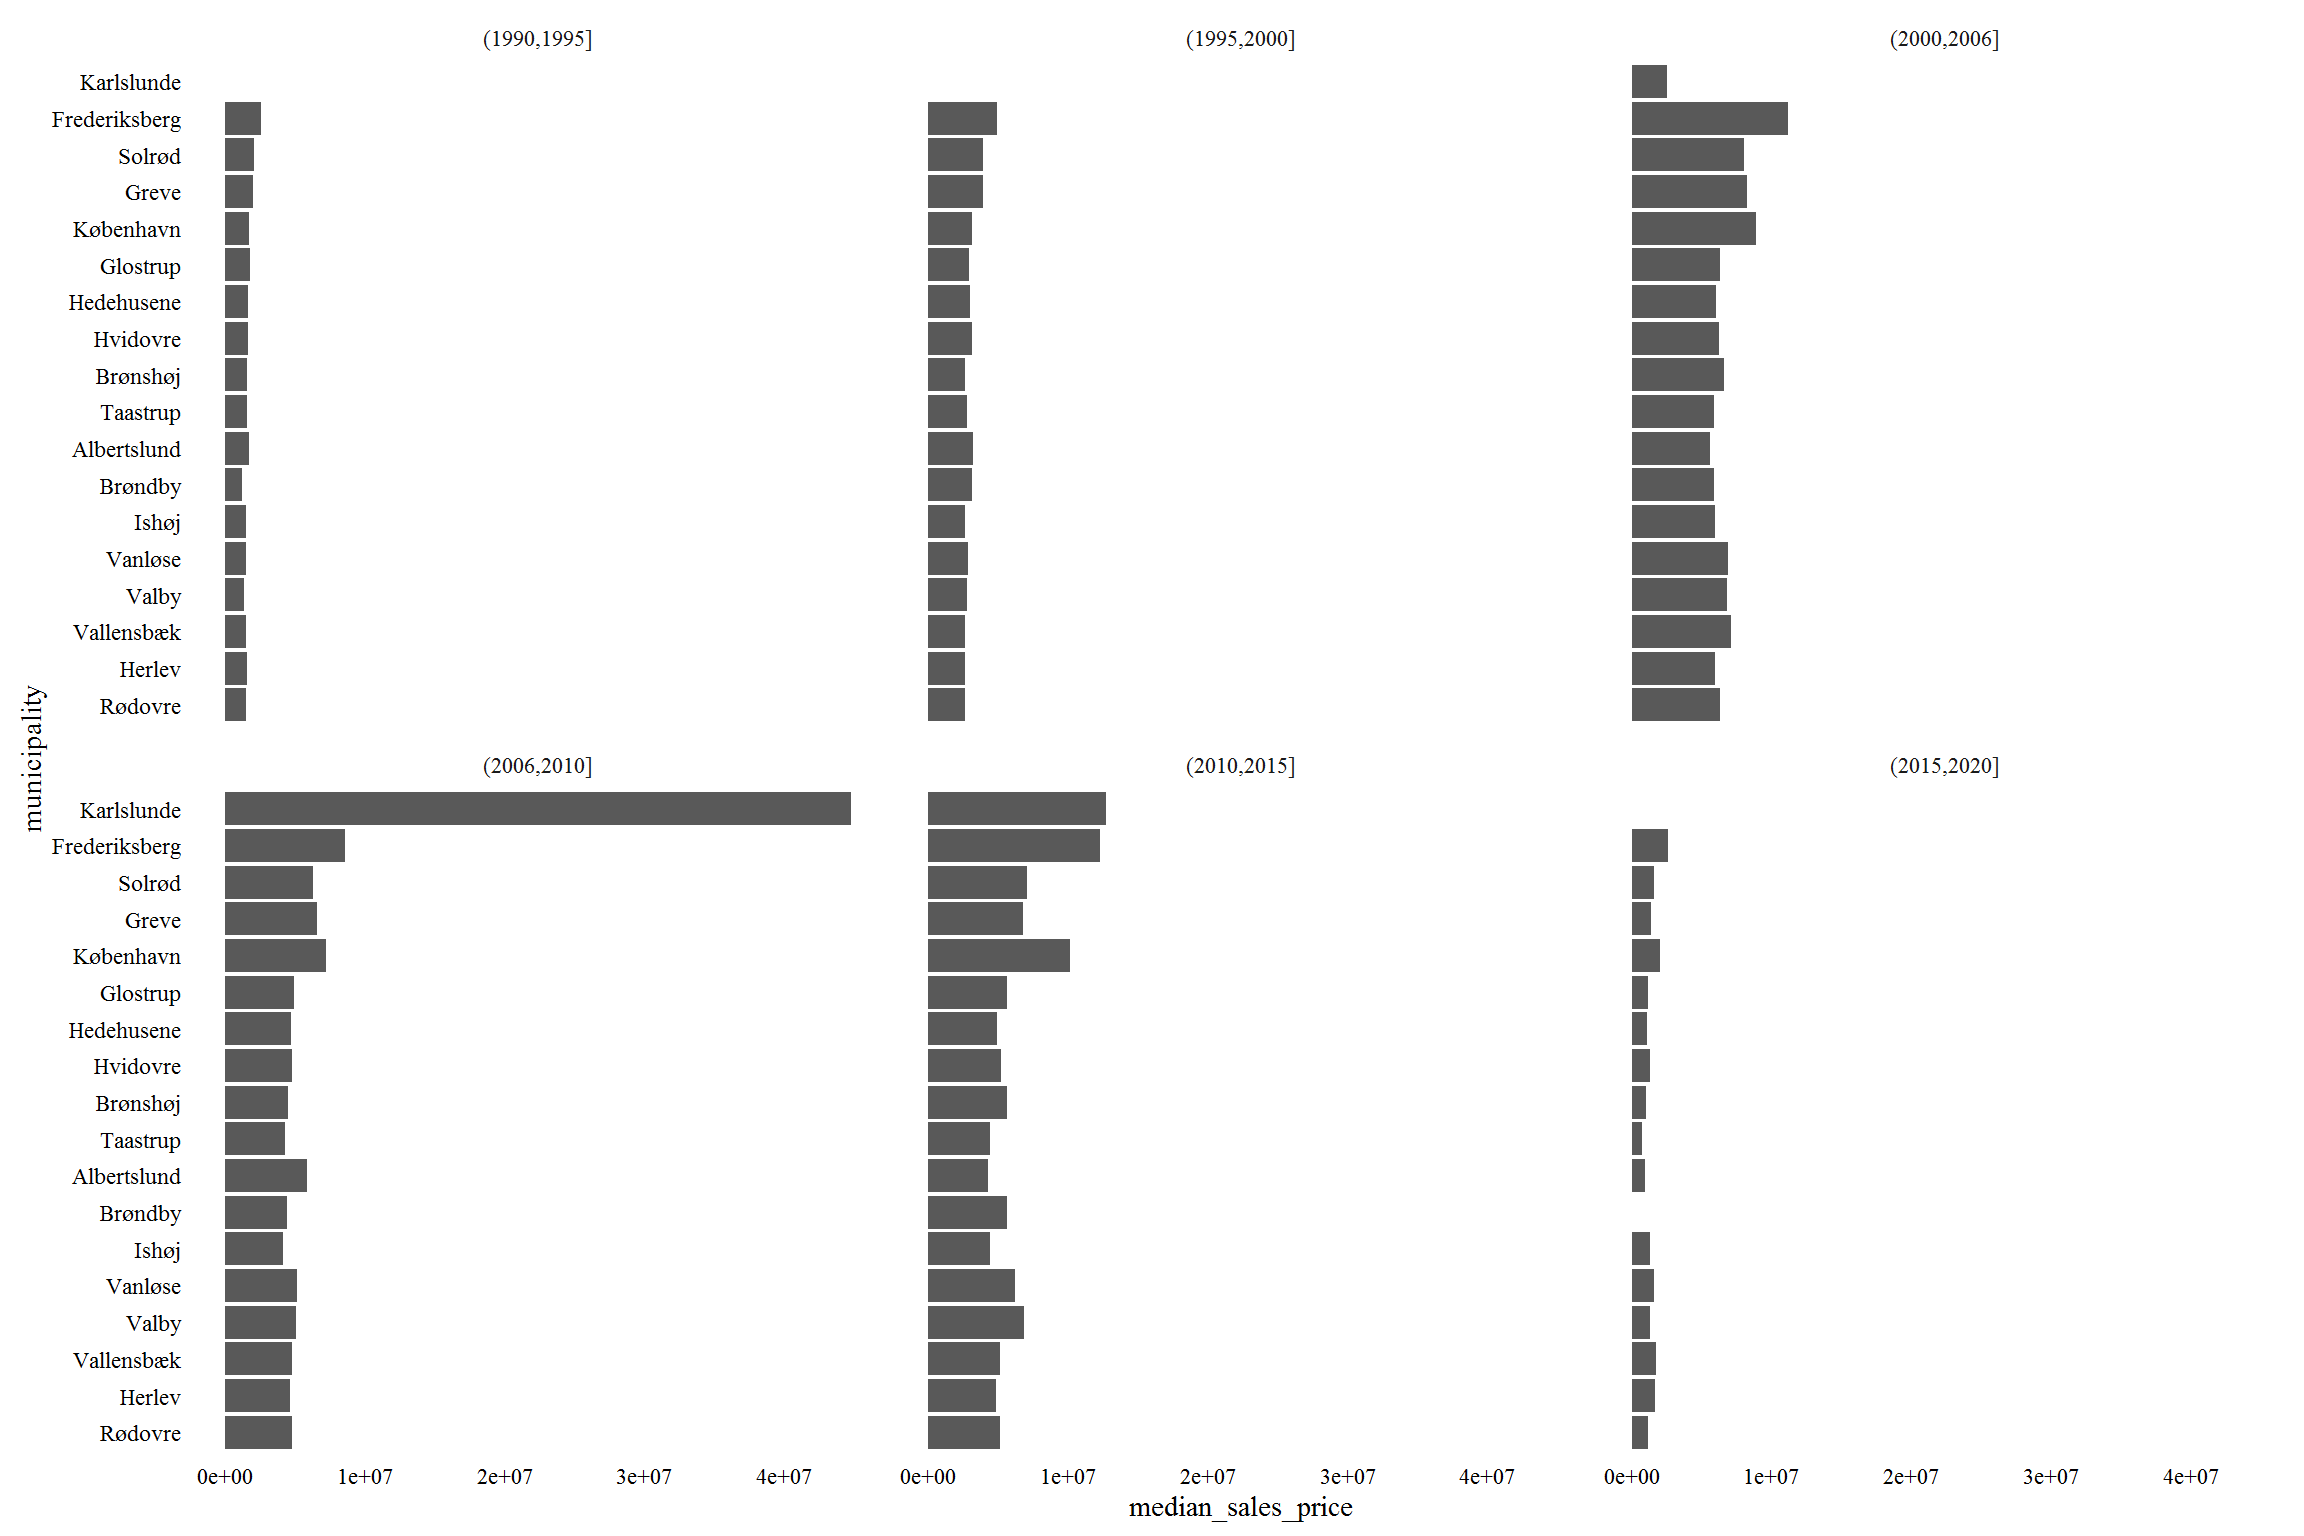 (1990,1995]
(1995,2000]
(2000,2006]
Karlslunde
Frederiksberg
Solrød
Greve
København
Glostrup
Hedehusene
Hvidovre
Brønshøj
Taastrup
Albertslund
Brøndby
Ishøj
Vanløse
Valby
Vallensbæk
Herlev
Rødovre
municipality
(2006,2010]
(2010,2015]
(2015,2020]
Karlslunde
Frederiksberg
Solrød
Greve
København
Glostrup
Hedehusene
Hvidovre
Brønshøj
Taastrup
Albertslund
Brøndby
Ishøj
Vanløse
Valby
Vallensbæk
Herlev
Rødovre
0e+00 1e+07 2e+07 3e+07 4e+07
0e+00 1e+07 2e+07 3e+07 4e+07
0e+00 1e+07 2e+07 3e+07 4e+07
median_sales_price